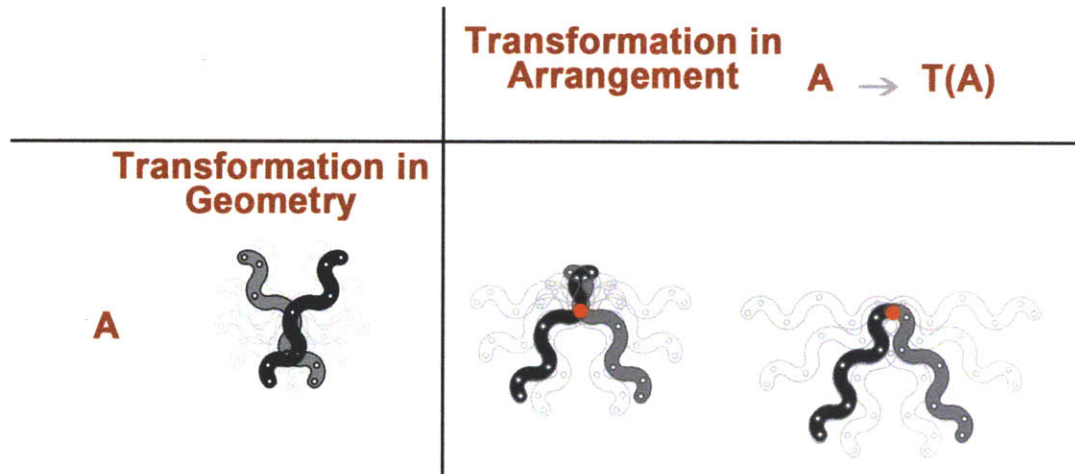 Transformation in
Arrangement A → T(A)
Transformation in
Geometry
A